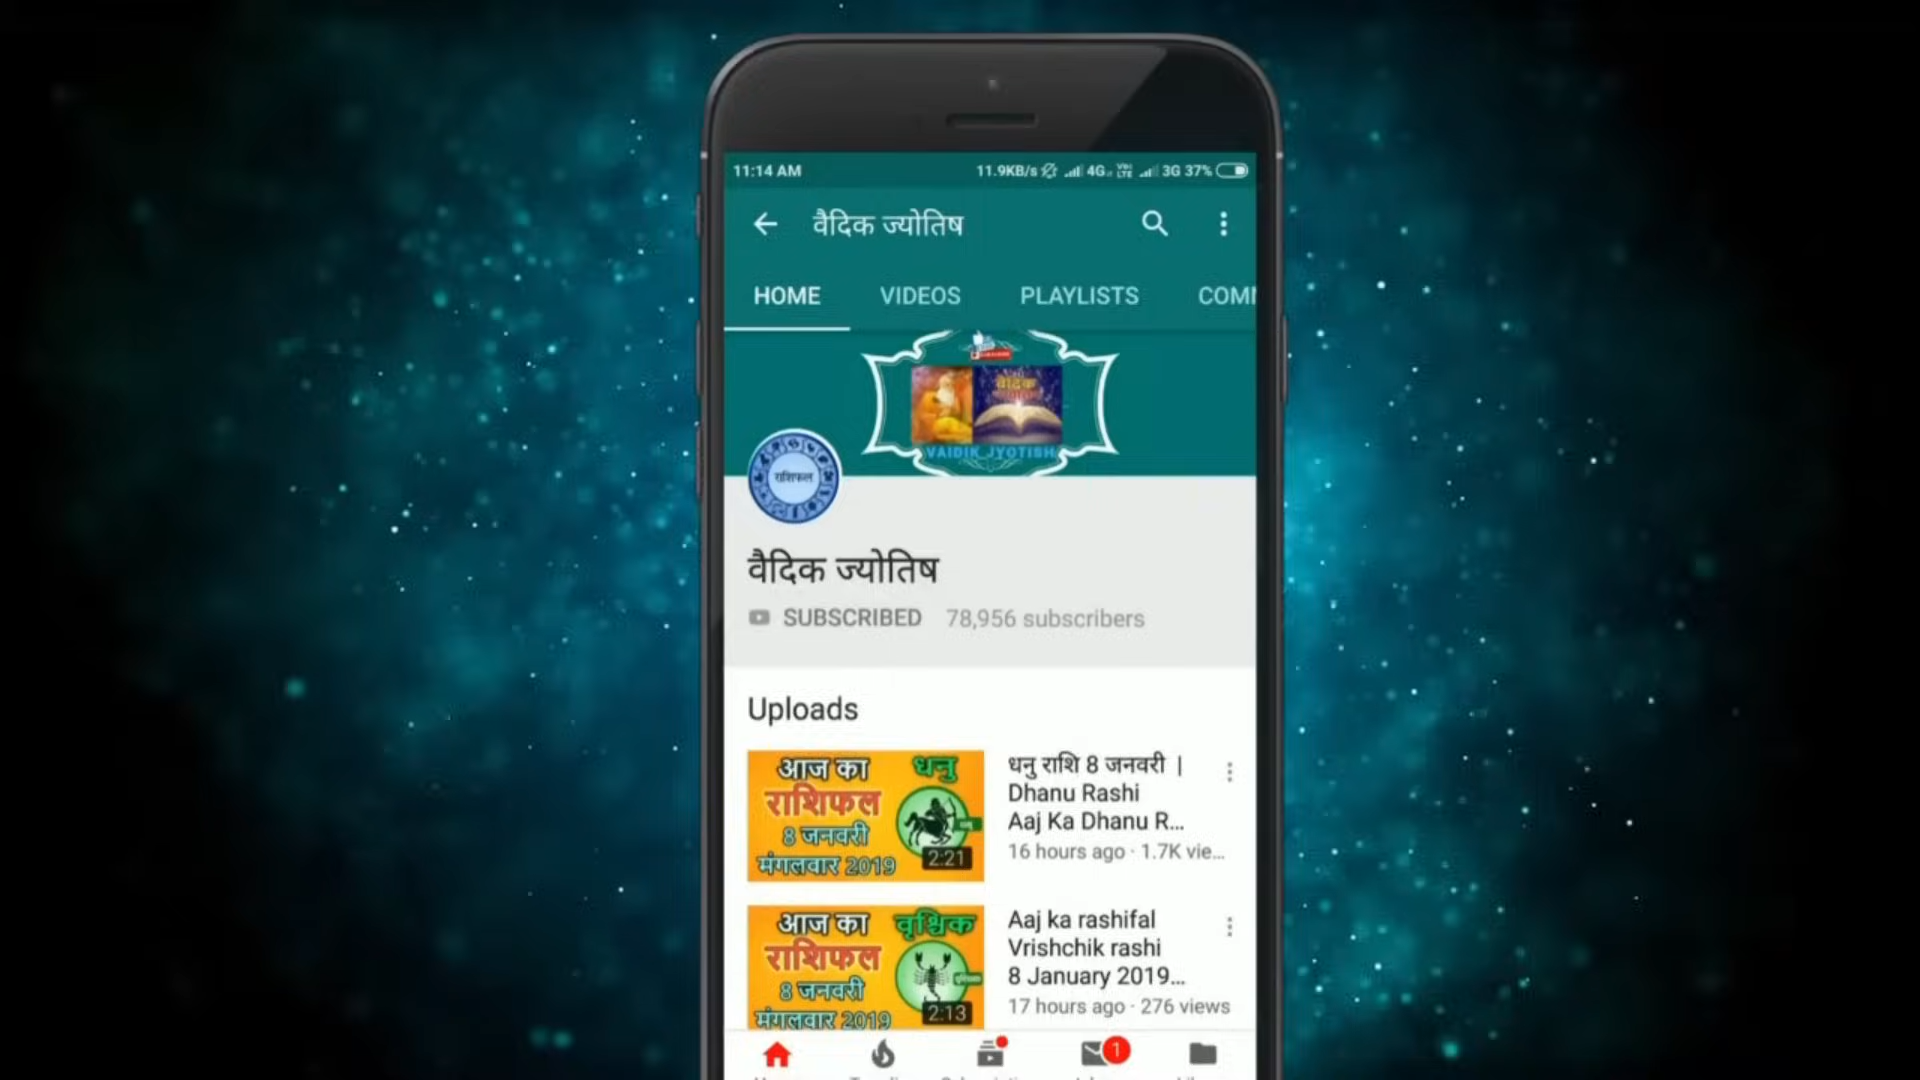 11:14 AM 11.9KB/s 4G VoLTE 3G 37%
वैदिक ज्योतिष
HOME VIDEOS PLAYLISTS COM
वैदिक
VAIDIK JYOTISH
राशिफल
वैदिक ज्योतिष
SUBSCRIBED 78,956 subscribers
Uploads
आज का धनु
राशिफल
8 जनवरी
मंगलवार 2019
2:21
धनु राशि 8 जनवरी |
Dhanu Rashi
Aaj Ka Dhanu R...
16 hours ago · 1.7K vie...
आज का वृश्चिक
राशिफल
8 जनवरी
मंगलवार 2019
2:13
Aaj ka rashifal
Vrishchik rashi
8 January 2019...
17 hours ago · 276 views
1